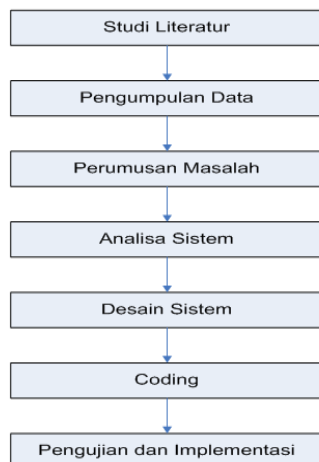 Studi Literatur
Pengumpulan Data
Perumusan Masalah
Analisa Sistem
Desain Sistem
Coding
Pengujian dan Implementasi